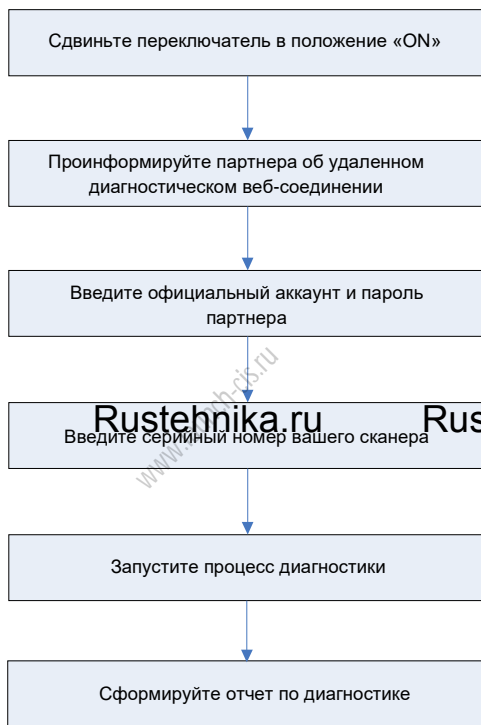 Сдвиньте переключатель в положение «ON»
Проинформируйте партнера об удаленном
диагностическом веб-соединении
Введите официальный аккаунт и пароль
партнера
Rustehnika.ru Rus
Введите серийный номер вашего сканера
Запустите процесс диагностики
Сформируйте отчет по диагностике